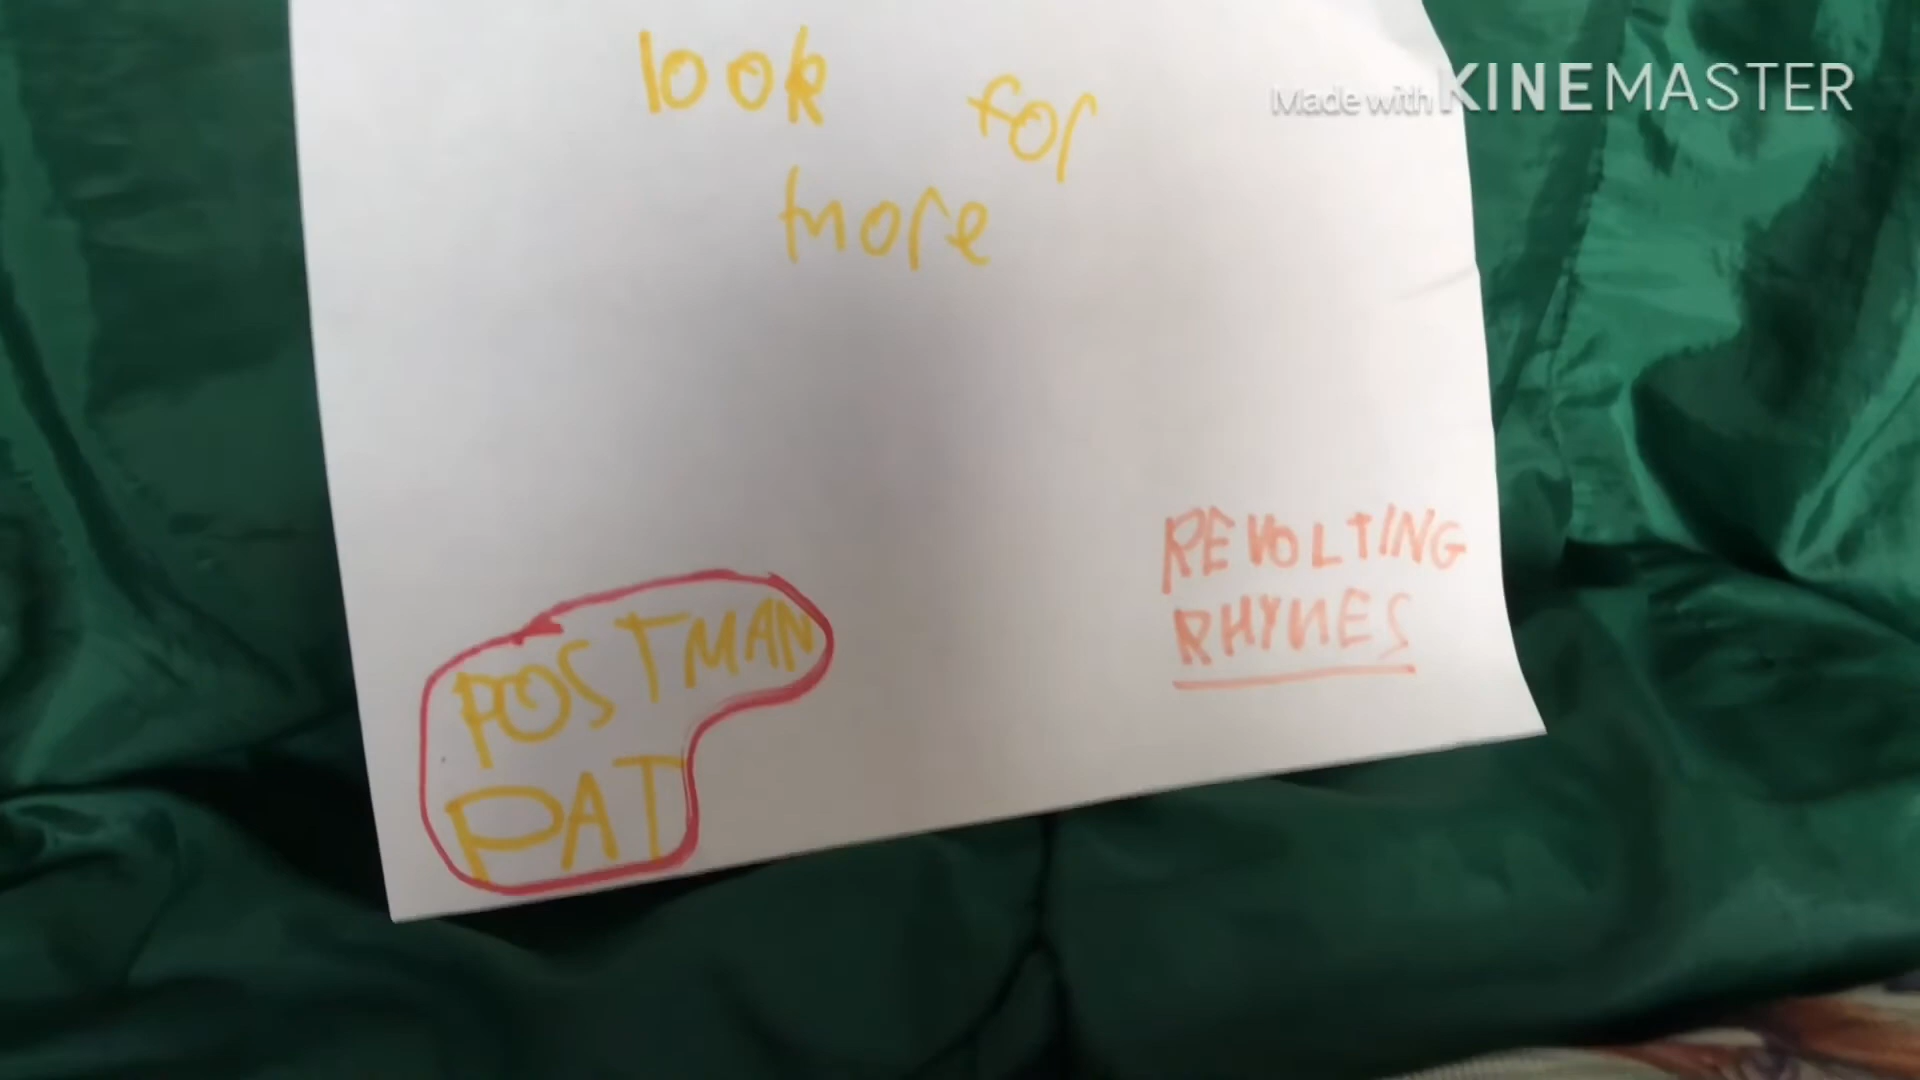 look for
more
Made with KINEMASTER
REVOLTING
RHYMES
POSTMAN
PAT